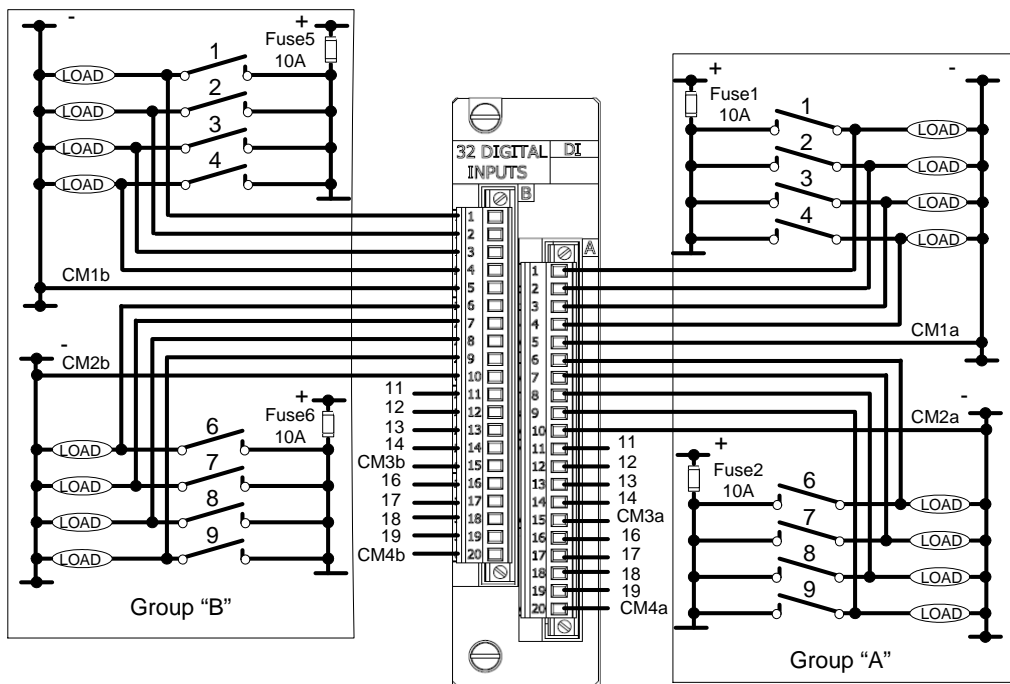 -
+
Fuse5
10A
1
2
3
4
LOAD
LOAD
LOAD
LOAD
CM1b
-
CM2b
+
Fuse6
10A
6
7
8
9
LOAD
LOAD
LOAD
LOAD
Group “B”
11
12
13
14
CM3b
16
17
18
19
CM4b
32 DIGITAL
INPUTS
DI
B
1
2
3
4
5
6
7
8
9
10
11
12
13
14
15
16
17
18
19
20
A
1
2
3
4
5
6
7
8
9
10
11
12
13
14
15
16
17
18
19
20
11
12
13
14
CM3a
16
17
18
19
CM4a
+
-
Fuse1
10A
1
2
3
4
LOAD
LOAD
LOAD
LOAD
CM1a
-
CM2a
+
Fuse2
10A
6
7
8
9
LOAD
LOAD
LOAD
LOAD
Group “A”